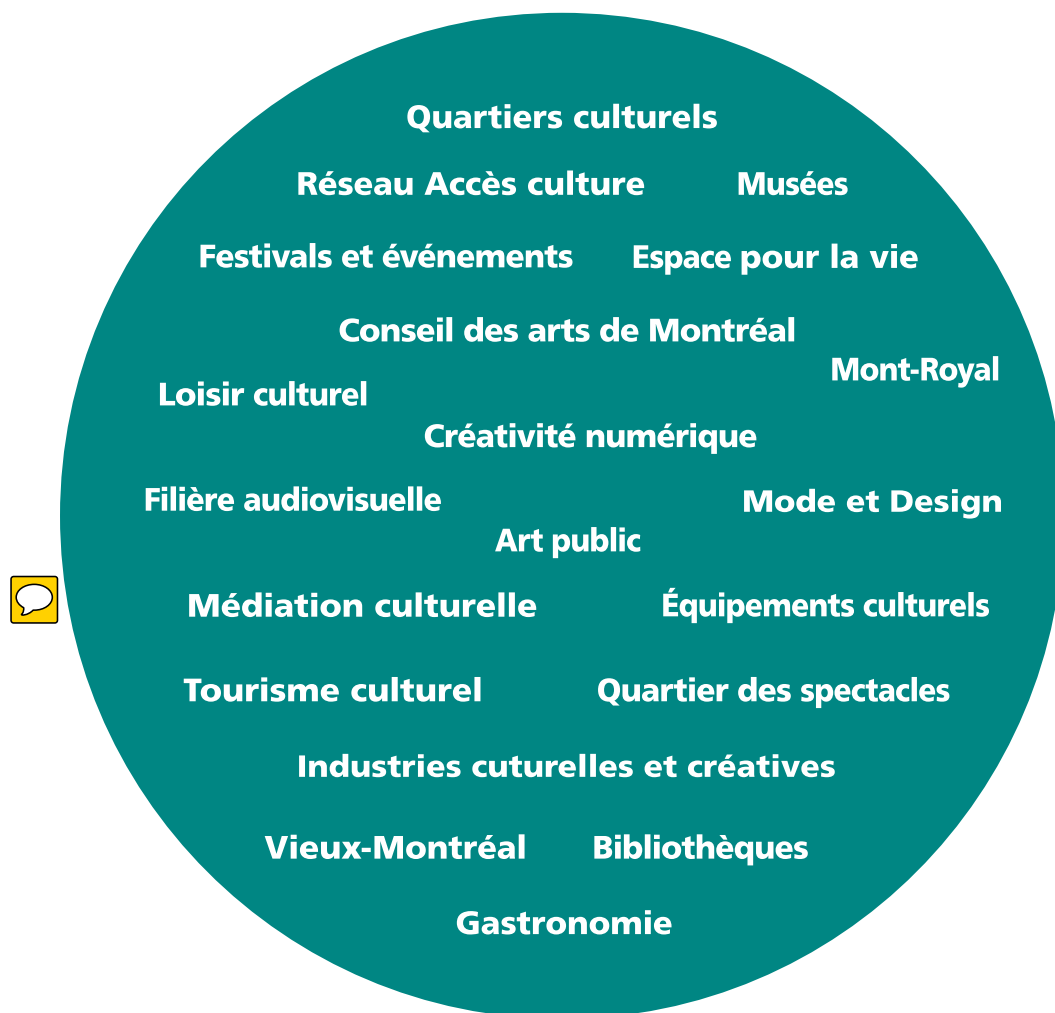 Quartiers culturels
Réseau Accès culture Musées
Festivals et événements Espace pour la vie
Conseil des arts de Montréal
Mont-Royal
Loisir culturel
Créativité numérique
Filière audiovisuelle Mode et Design
Art public
Médiation culturelle Équipements culturels
Tourisme culturel Quartier des spectacles
Industries cuturelles et créatives
Vieux-Montréal Bibliothèques
Gastronomie